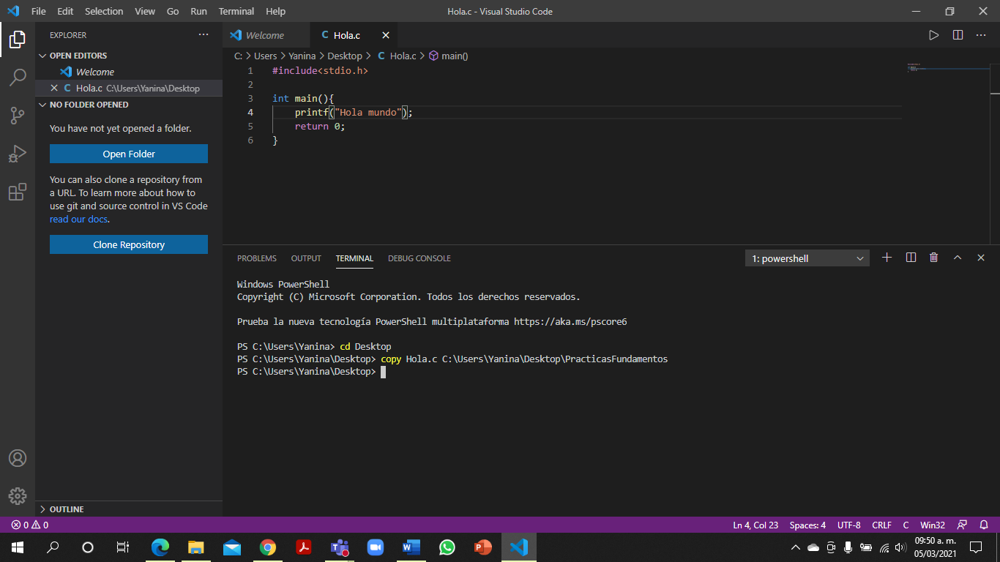 File Edit Selection View Go Run Terminal Help
Hola.c - Visual Studio Code
EXPLORER
OPEN EDITORS
Welcome
Hola.c C:\Users\Yanina\Desktop
NO FOLDER OPENED
You have not yet opened a folder.
Open Folder
You can also clone a repository from
a URL. To learn more about how to
use git and source control in VS Code
read our docs.
Clone Repository
OUTLINE
Welcome
Hola.c
C: > Users > Yanina > Desktop > C Hola.c > main()
1 #include<stdio.h>
2
3 int main(){
4 printf("Hola mundo");
5 return 0;
6 }
PROBLEMS OUTPUT TERMINAL DEBUG CONSOLE
1: powershell
Windows PowerShell
Copyright (C) Microsoft Corporation. Todos los derechos reservados.
Prueba la nueva tecnología PowerShell multiplataforma https://aka.ms/pscore6
PS C:\Users\Yanina> cd Desktop
PS C:\Users\Yanina\Desktop> copy Hola.c C:\Users\Yanina\Desktop\PracticasFundamentos
PS C:\Users\Yanina\Desktop>
0 0
Ln 4, Col 23 Spaces: 4 UTF-8 CRLF C Win32
09:50 a. m.
05/03/2021